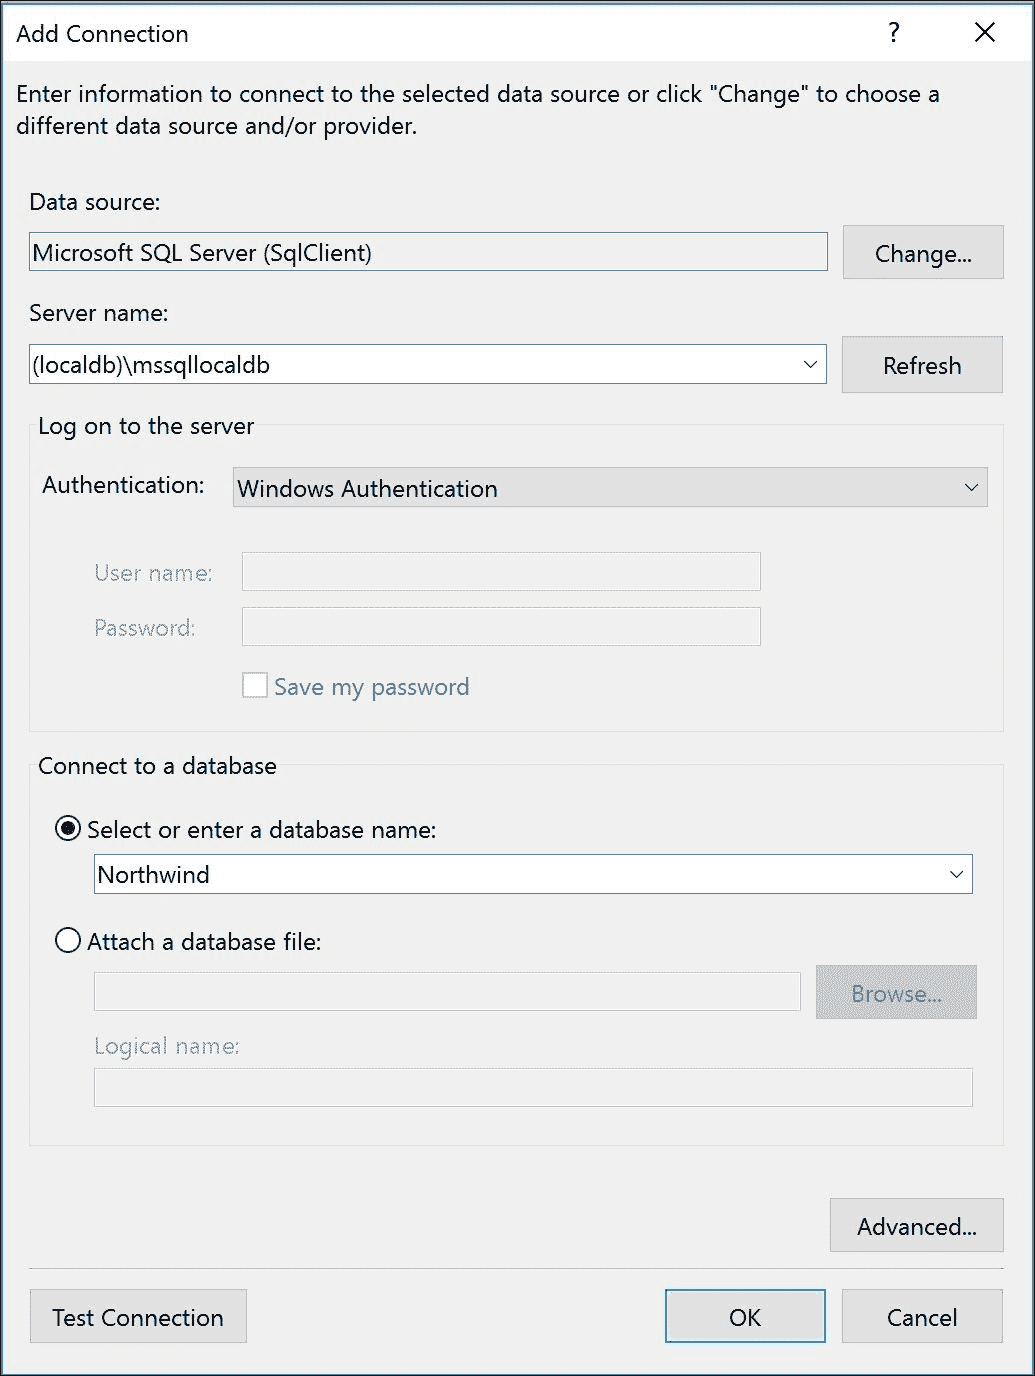 Add Connection ?
Enter information to connect to the selected data source or click "Change" to choose a
different data source and/or provider.
Data source:
Microsoft SQL Server (SqlClient) Change...
Server name:
(localdb)\mssqllocaldb Refresh
Log on to the server
Authentication: Windows Authentication
User name:
Password:
Save my password
Connect to a database
Select or enter a database name:
Northwind
Attach a database file:
Browse...
Logical name:
Advanced...
Test Connection OK Cancel